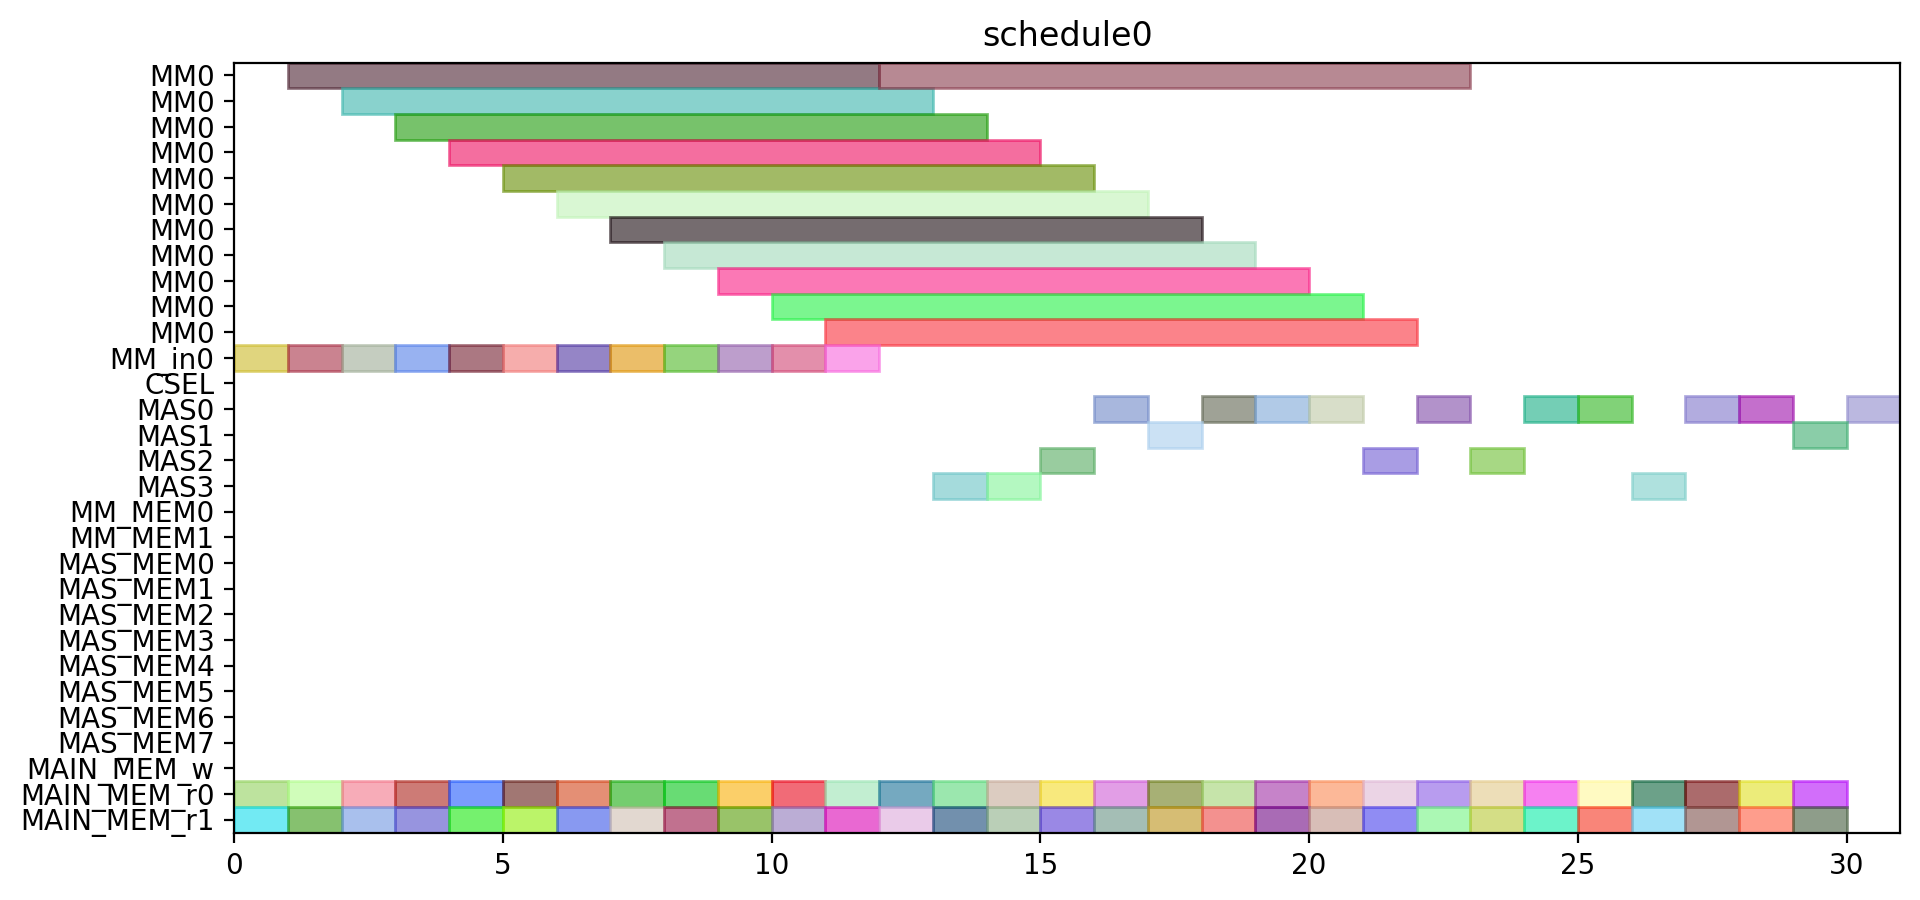 schedule0
MM0
MM0
MM0
MM0
MM0
MM0
MM0
MM0
MM0
MM0
MM0
MM_in0
CSEL
MAS0
MAS1
MAS2
MAS3
MM_MEM0
MM_MEM1
MAS_MEM0
MAS_MEM1
MAS_MEM2
MAS_MEM3
MAS_MEM4
MAS_MEM5
MAS_MEM6
MAS_MEM7
MAIN_MEM_w
MAIN_MEM_r0
MAIN_MEM_r1
0 5 10 15 20 25 30